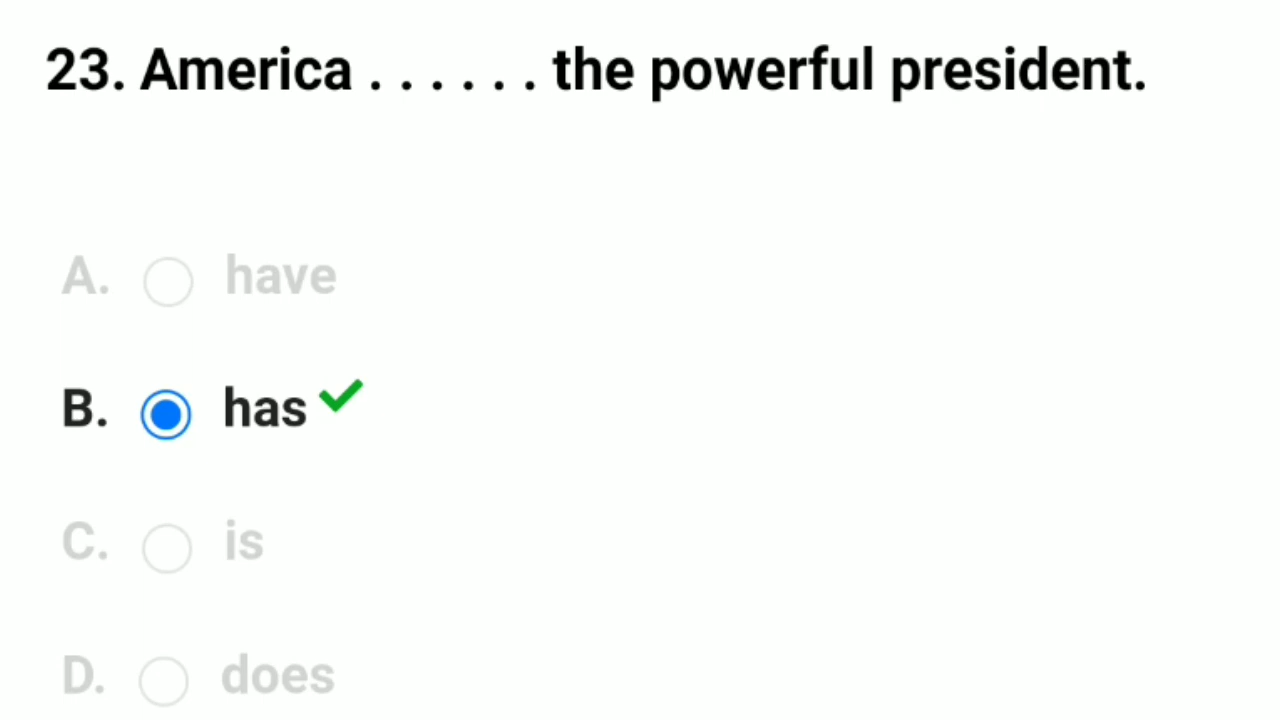 23. America . . . . . . the powerful president.
A. have
B. has
C. is
D. does